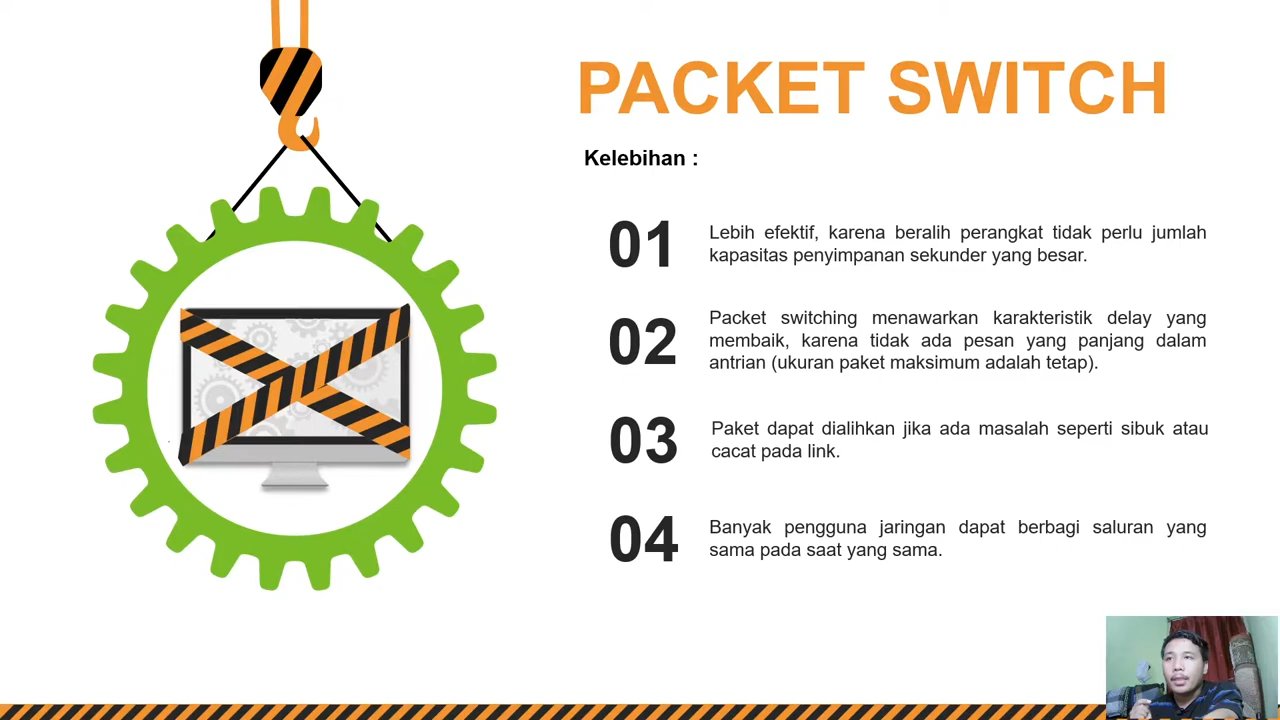 PACKET SWITCH
Kelebihan :
01
Lebih efektif, karena beralih perangkat tidak perlu jumlah
kapasitas penyimpanan sekunder yang besar.
02
Packet switching menawarkan karakteristik delay yang
membaik, karena tidak ada pesan yang panjang dalam
antrian (ukuran paket maksimum adalah tetap).
03
Paket dapat dialihkan jika ada masalah seperti sibuk atau
cacat pada link.
04
Banyak pengguna jaringan dapat berbagi saluran yang
sama pada saat yang sama.